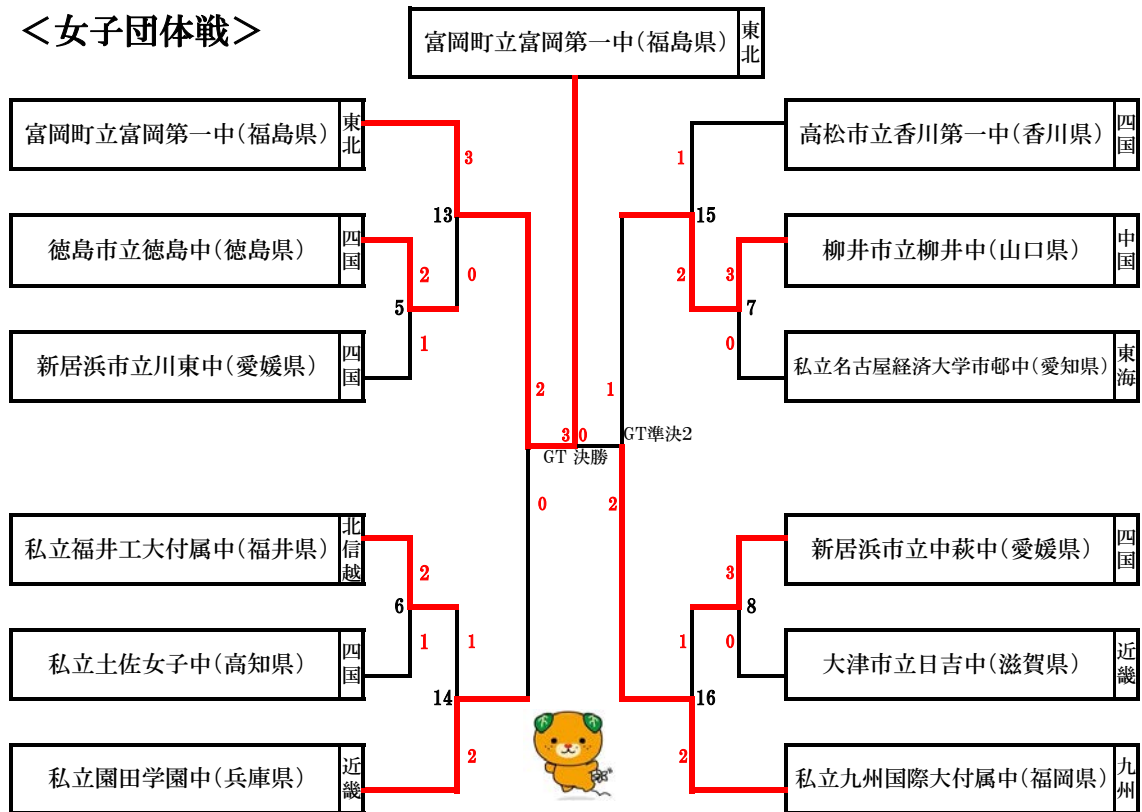 ＜女子団体戦＞
富岡町立富岡第一中(福島県) 東北
富岡町立富岡第一中(福島県) 東北
3
13
徳島市立徳島中(徳島県) 四国
2
0
5
1
新居浜市立川東中(愛媛県) 四国
2
0
私立福井工大付属中(福井県) 北信越
2
6
1
1
私立土佐女子中(高知県) 四国
14
2
私立園田学園中(兵庫県) 近畿
3 0
GT 決勝
GT準決2
高松市立香川第一中(香川県) 四国
1
15
柳井市立柳井中(山口県) 中国
2
3
7
0
私立名古屋経済大学市邨中(愛知県) 東海
1
2
新居浜市立中萩中(愛媛県) 四国
3
8
1
0
大津市立日吉中(滋賀県) 近畿
16
2
私立九州国際大付属中(福岡県) 九州